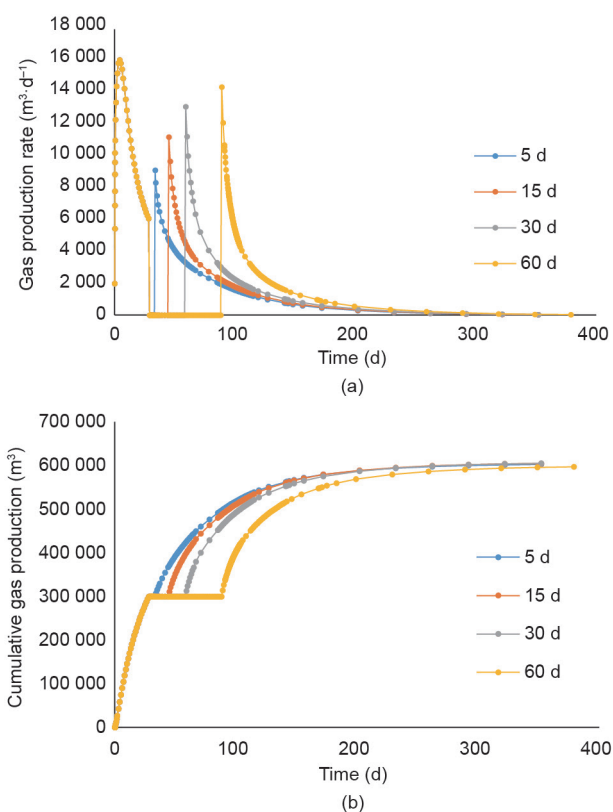 18 000
16 000
14 000
12 000
10 000
8 000
6 000
4 000
2 000
0
Gas production rate (m³·d⁻¹)
5 d
15 d
30 d
60 d
0 100 200 300 400
Time (d)
(a)
700 000
600 000
500 000
400 000
300 000
200 000
100 000
0
Cumulative gas production (m³)
5 d
15 d
30 d
60 d
0 100 200 300 400
Time (d)
(b)